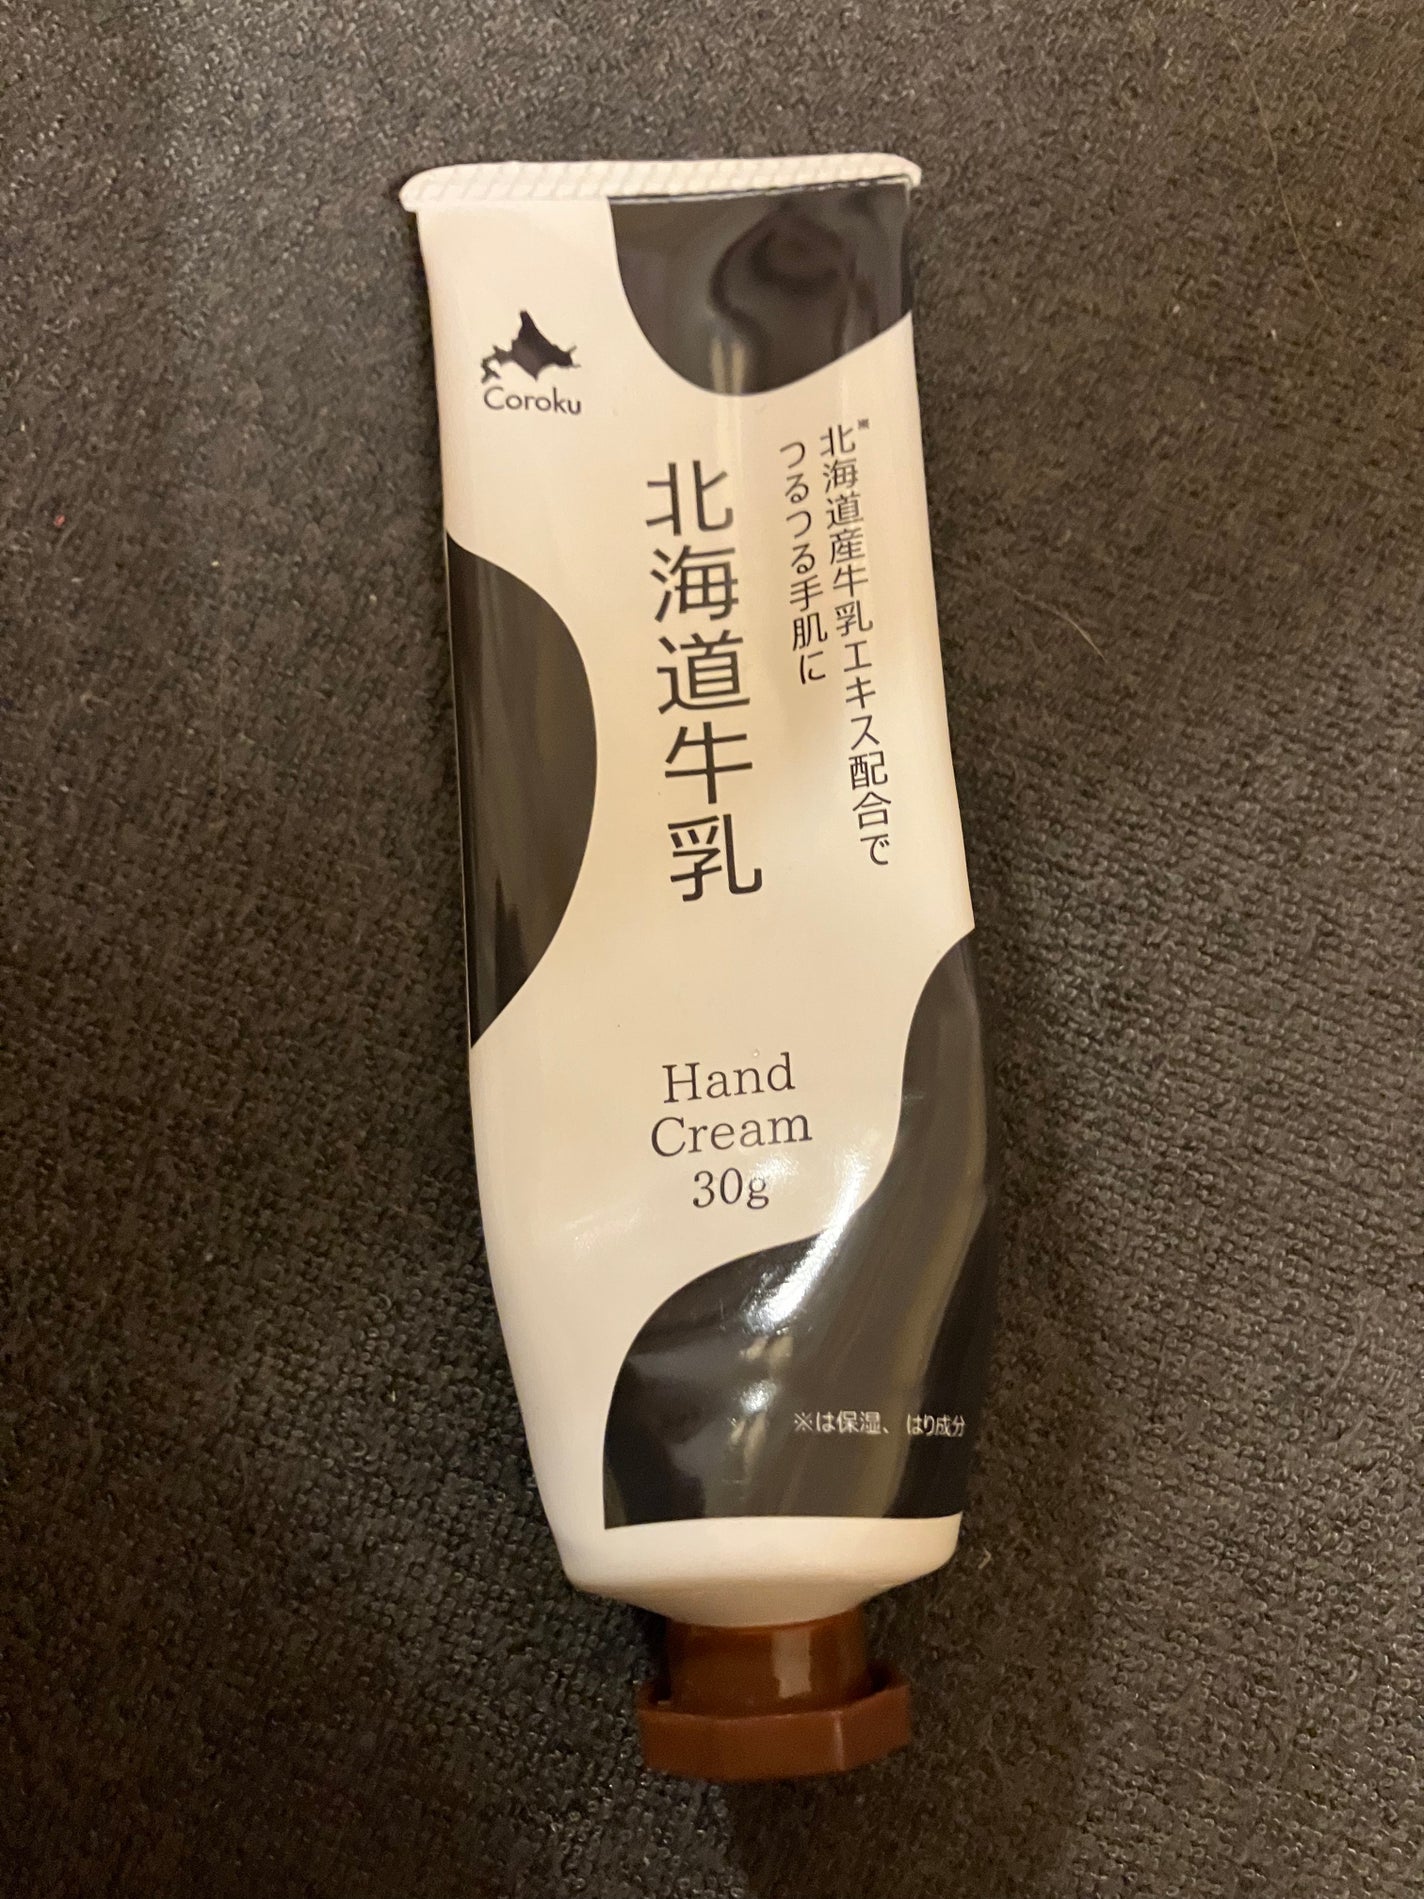 Coroku
※北海道産牛乳エキス配合で
つるつる手肌に
北海道牛乳
Hand
Cream
30g
※は保湿、はり成分